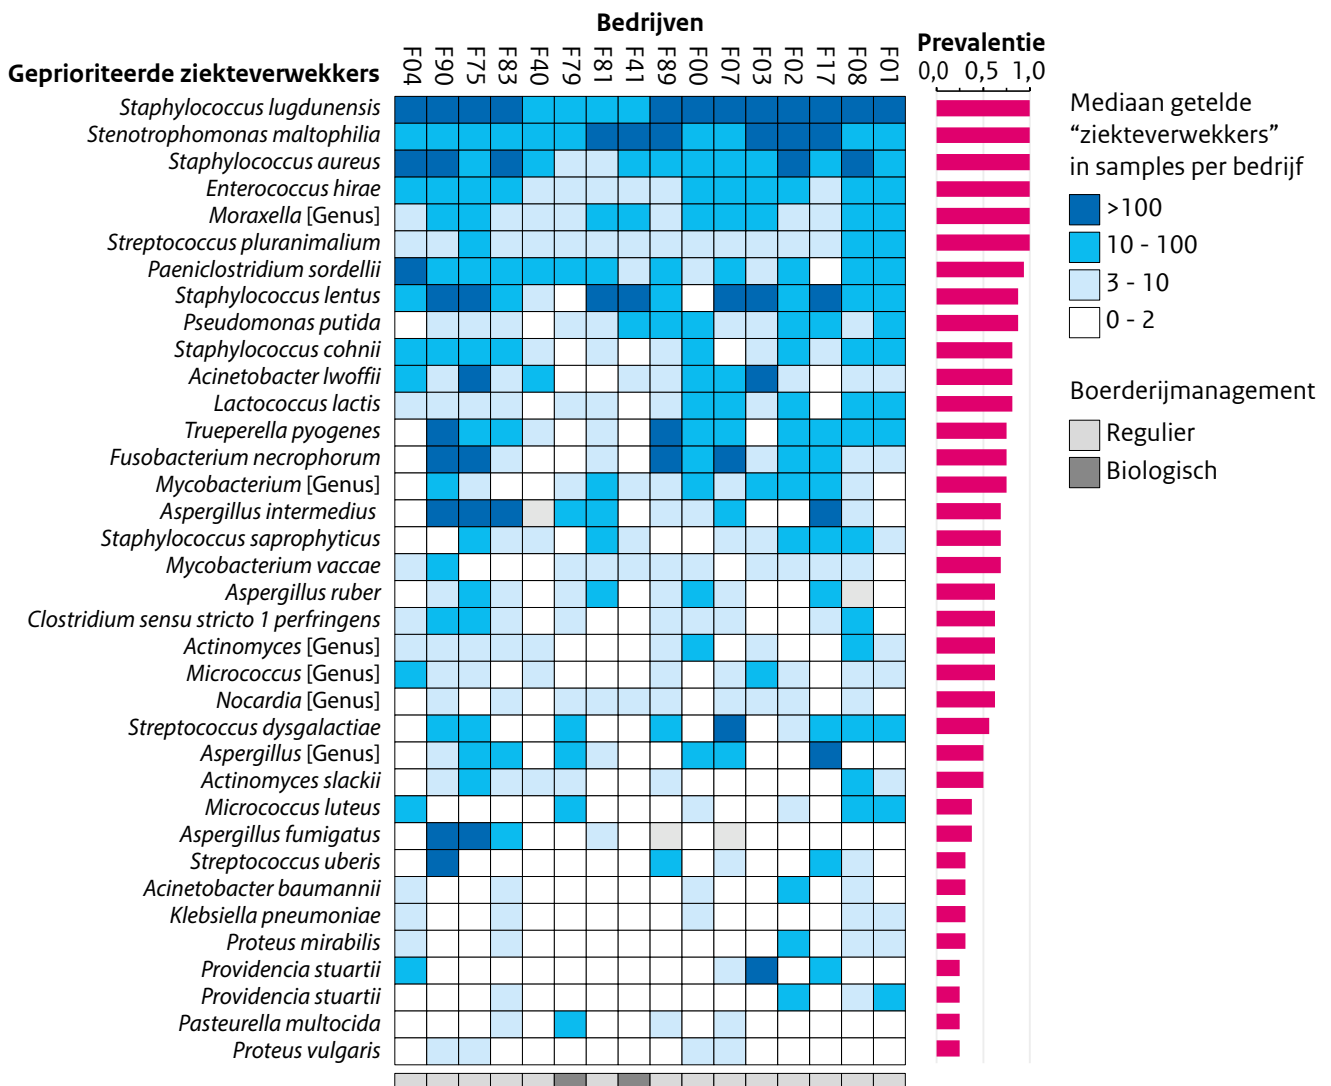 Bedrijven
F04 F90 F75 F83 F40 F79 F81 F41 F89 F00 F07 F03 F02 F17 F08 F01
Prevalentie
0,0 0,5 1,0
Geprioriteerde ziekteverwekkers
Staphylococcus lugdunensis
Stenotrophomonas maltophilia
Staphylococcus aureus
Enterococcus hirae
Moraxella [Genus]
Streptococcus pluranimalium
Paeniclostridium sordellii
Staphylococcus lentus
Pseudomonas putida
Staphylococcus cohnii
Acinetobacter lwoffii
Lactococcus lactis
Trueperella pyogenes
Fusobacterium necrophorum
Mycobacterium [Genus]
Aspergillus intermedius
Staphylococcus saprophyticus
Mycobacterium vaccae
Aspergillus ruber
Clostridium sensu stricto 1 perfringens
Actinomyces [Genus]
Micrococcus [Genus]
Nocardia [Genus]
Streptococcus dysgalactiae
Aspergillus [Genus]
Actinomyces slackii
Micrococcus luteus
Aspergillus fumigatus
Streptococcus uberis
Acinetobacter baumannii
Klebsiella pneumoniae
Proteus mirabilis
Providencia stuartii
Providencia stuartii
Pasteurella multocida
Proteus vulgaris
Mediaan getelde
“ziekteverwekkers”
in samples per bedrijf
>100
10 - 100
3 - 10
0 - 2
Boerderijmanagement
Regulier
Biologisch